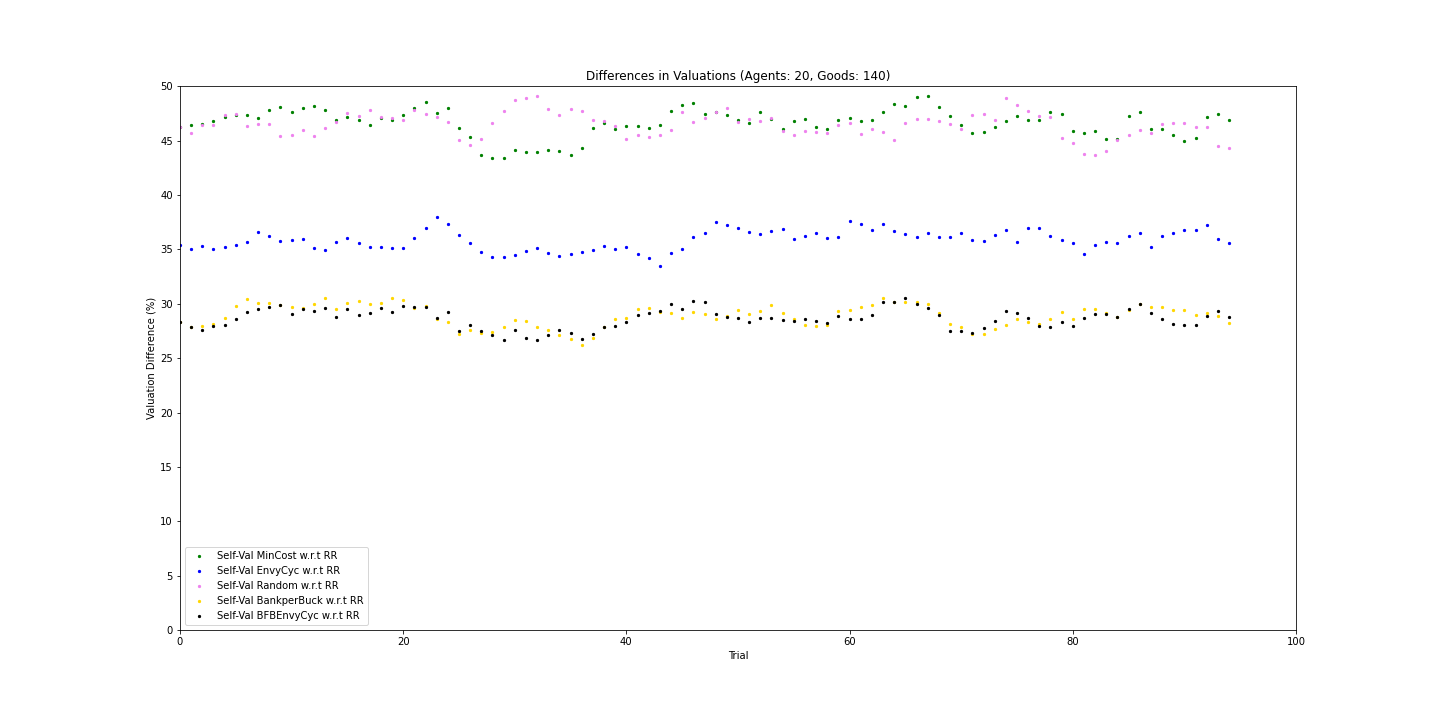 Differences in Valuations (Agents: 20, Goods: 140)
Valuation Difference (%)
50
45
40
35
30
25
20
15
10
5
0
Self-Val MinCost w.r.t RR
Self-Val EnvyCyc w.r.t RR
Self-Val Random w.r.t RR
Self-Val BankperBuck w.r.t RR
Self-Val BFBEnvyCyc w.r.t RR
0 20 40 60 80 100
Trial